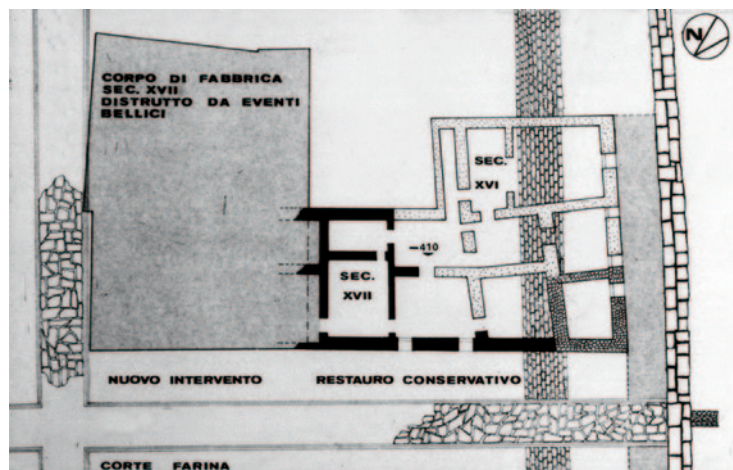 CORPO DI FABBRICA
SEC. XVII
DISTRUTTO DA EVENTI
BELLICI
N
SEC.
XVI
–410
SEC.
XVII
NUOVO INTERVENTO
RESTAURO CONSERVATIVO
CORTE FARINA